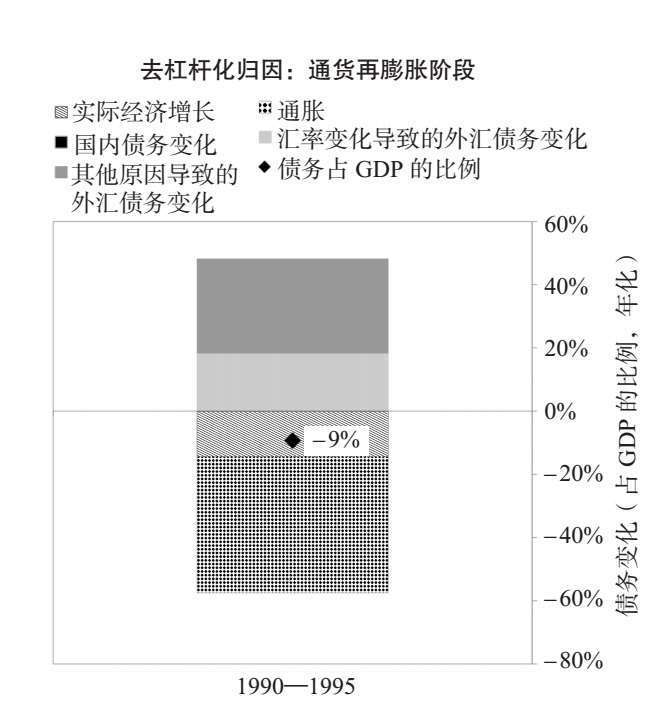 去杠杆化归因：通货再膨胀阶段
实际经济增长 通胀
国内债务变化 汇率变化导致的外汇债务变化
其他原因导致的 债务占 GDP 的比例
外汇债务变化
60%
40%
20%
0%
−9%
−20%
−40%
−60%
−80%
债务变化（占 GDP 的比例，年化）
1990—1995